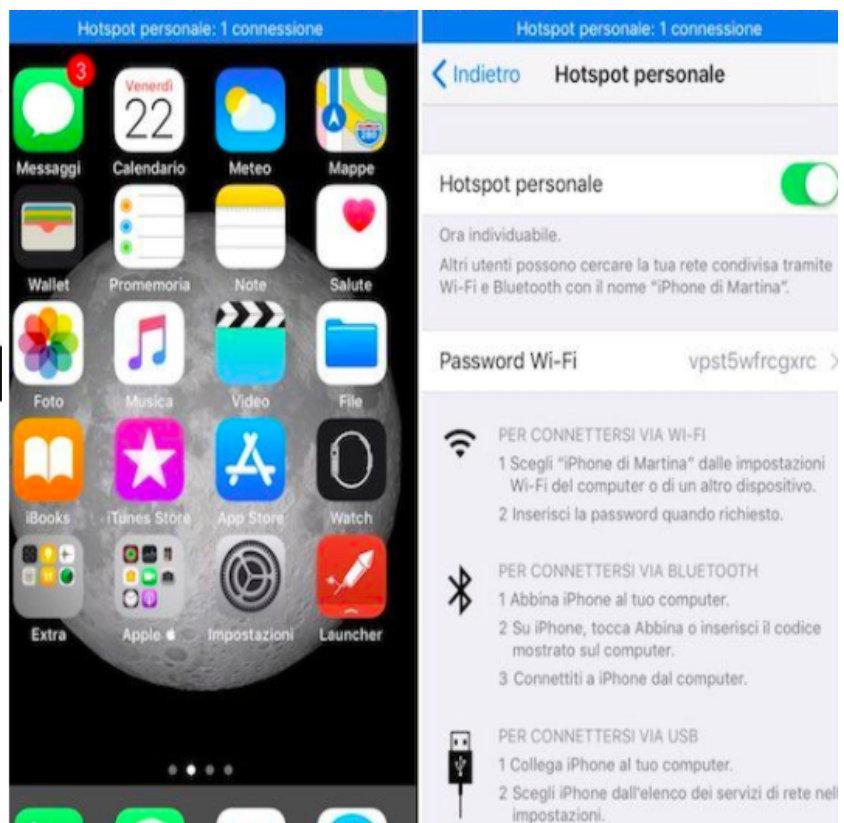 Hotspot personale: 1 connessione
3
Venerdì
22
280
Messaggi Calendario Meteo Mappe
Wallet Promemoria Note Salute
Foto Musica Video File
iBooks iTunes Store App Store Watch
Extra Apple  Impostazioni Launcher
Hotspot personale: 1 connessione
Indietro Hotspot personale
Hotspot personale
Ora individuabile.
Altri utenti possono cercare la tua rete condivisa tramite
Wi-Fi e Bluetooth con il nome “iPhone di Martina”.
Password Wi-Fi vpst5wfrcgxrc
PER CONNETTERSI VIA WI-FI
1 Scegli “iPhone di Martina” dalle impostazioni
Wi-Fi del computer o di un altro dispositivo.
2 Inserisci la password quando richiesto.
PER CONNETTERSI VIA BLUETOOTH
1 Abbina iPhone al tuo computer.
2 Su iPhone, tocca Abbina o inserisci il codice
mostrato sul computer.
3 Connettiti a iPhone dal computer.
PER CONNETTERSI VIA USB
1 Collega iPhone al tuo computer.
2 Scegli iPhone dall'elenco dei servizi di rete nell
impostazioni.